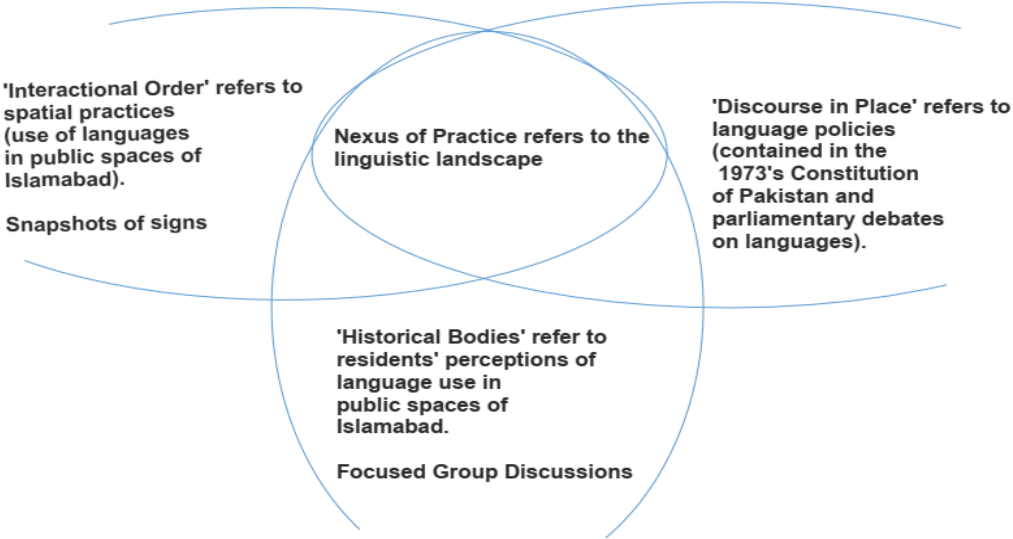 'Interactional Order' refers to
spatial practices
(use of languages
in public spaces of
Islamabad).
Snapshots of signs
Nexus of Practice refers to the
linguistic landscape
'Discourse in Place' refers to
language policies
(contained in the
1973's Constitution
of Pakistan and
parliamentary debates
on languages).
'Historical Bodies' refer to
residents' perceptions of
language use in
public spaces of
Islamabad.
Focused Group Discussions